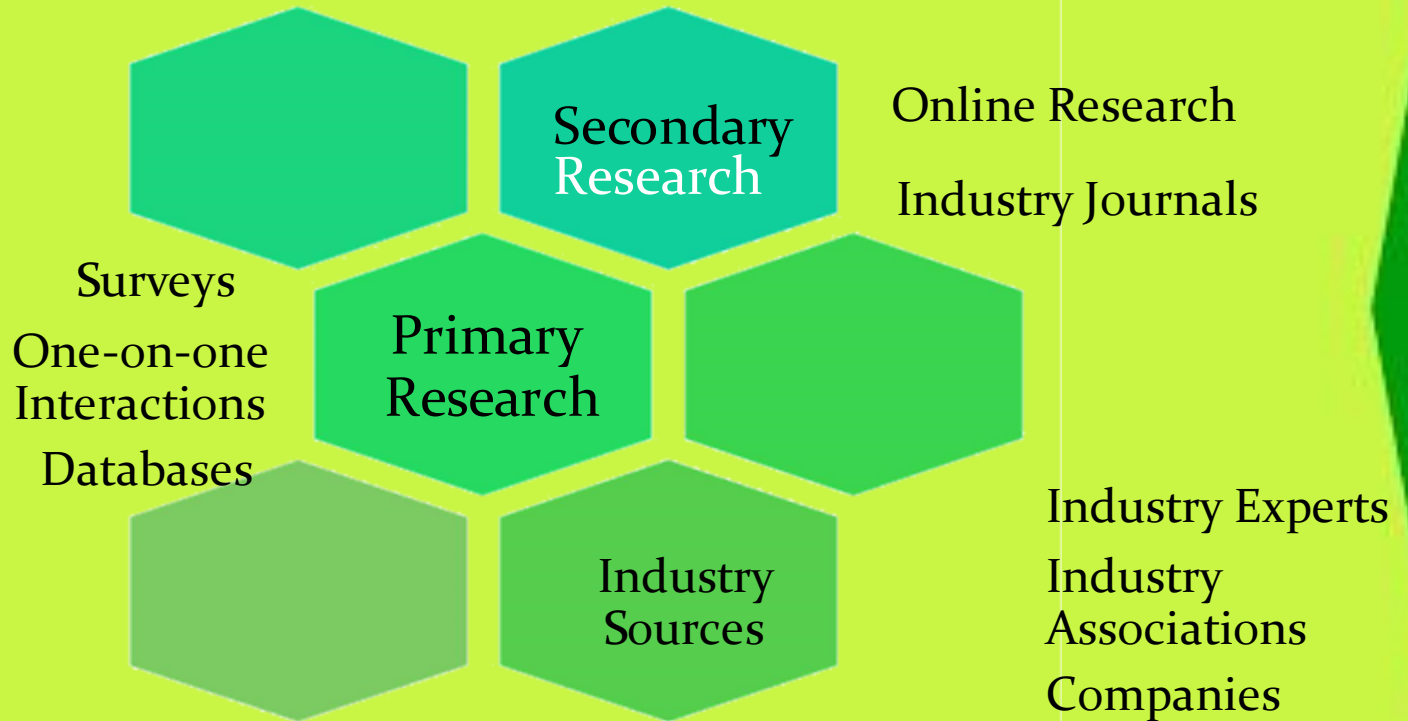 Secondary
Research
Online Research
Industry Journals
Surveys
One-on-one
Interactions
Databases
Primary
Research
Industry
Sources
Industry Experts
Industry
Associations
Companies